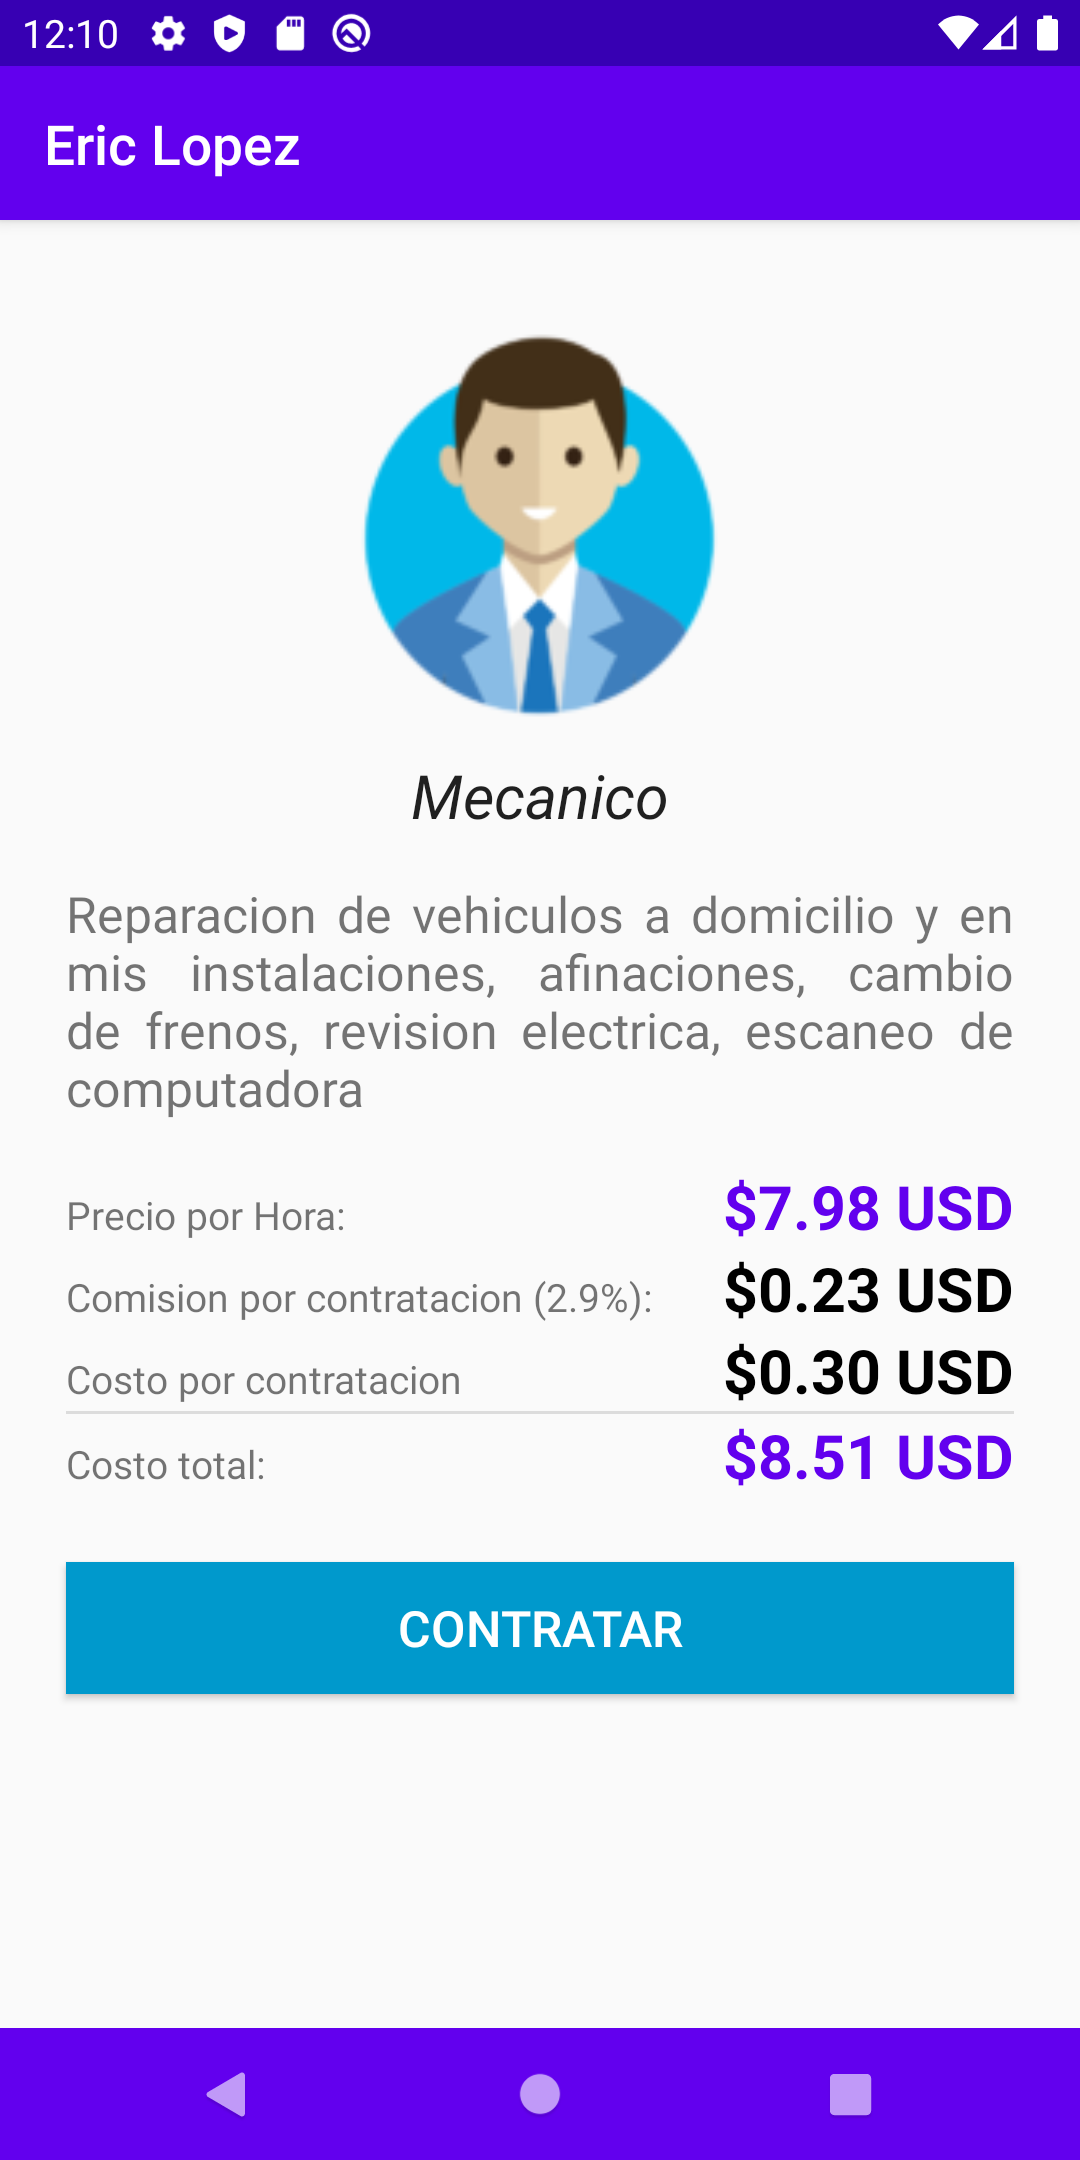 12:10
Eric Lopez
Mecanico
Reparacion de vehiculos a domicilio y en
mis instalaciones, afinaciones, cambio
de frenos, revision electrica, escaneo de
computadora
Precio por Hora: $7.98 USD
Comision por contratacion (2.9%): $0.23 USD
Costo por contratacion $0.30 USD
Costo total: $8.51 USD
CONTRATAR